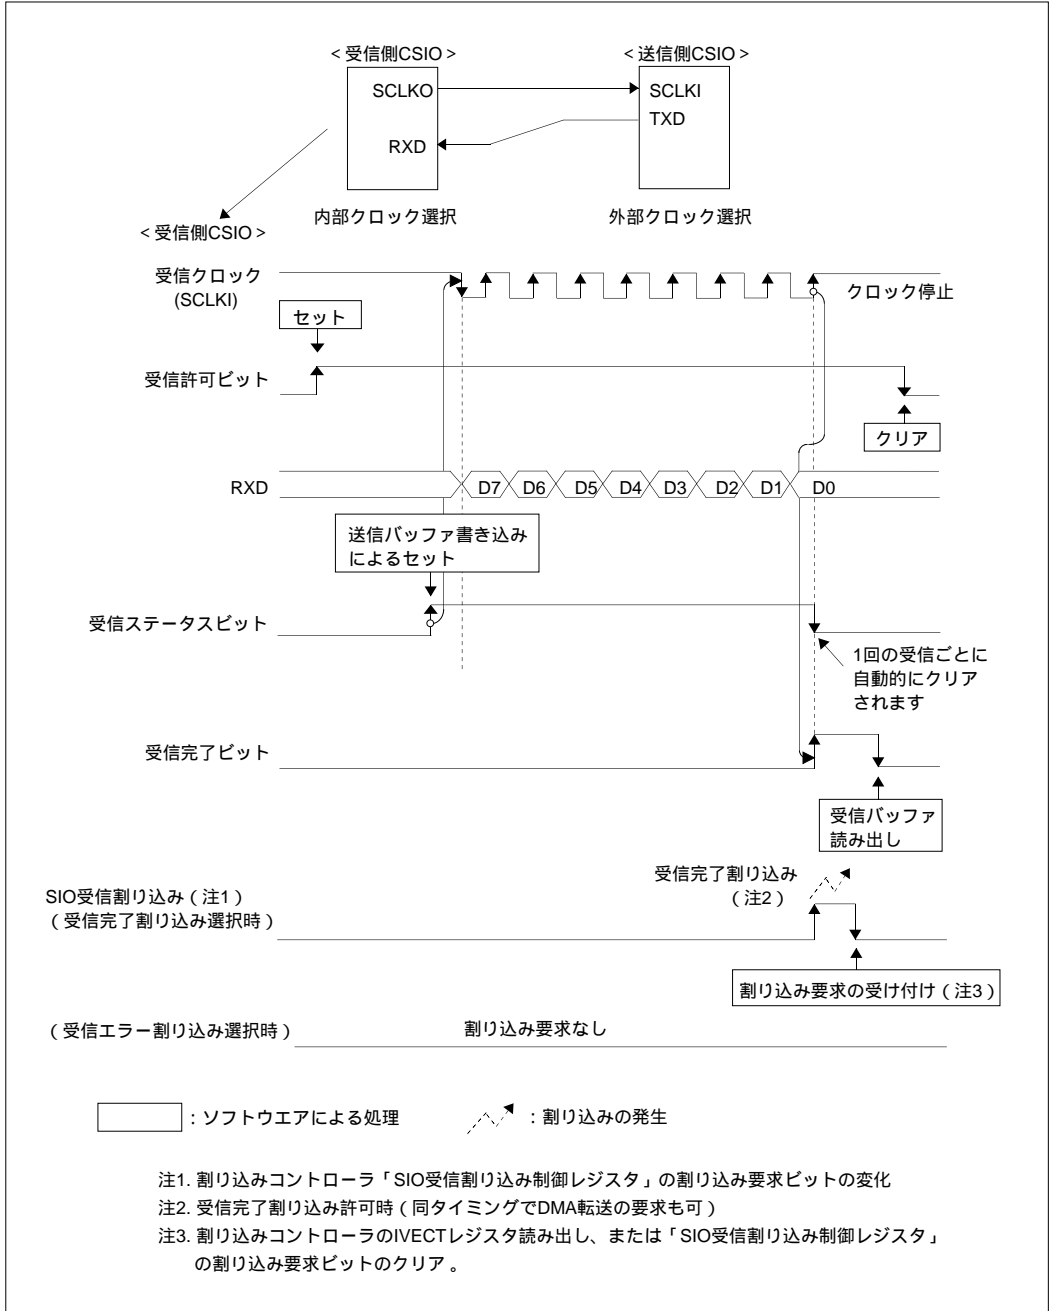 <受信側CSIO>
<送信側CSIO>
SCLKO
SCLKI
TXD
RXD
内部クロック選択
外部クロック選択
<受信側CSIO>
受信クロック
(SCLKI)
クロック停止
セット
受信許可ビット
クリア
RXD
D7 D6 D5 D4 D3 D2 D1 D0
送信バッファ書き込み
によるセット
受信ステータスビット
1回の受信ごとに
自動的にクリア
されます
受信完了ビット
受信バッファ
読み出し
受信完了割り込み
(注2)
SIO受信割り込み(注1)
(受信完了割り込み選択時)
割り込み要求の受け付け(注3)
(受信エラー割り込み選択時)
割り込み要求なし
:ソフトウエアによる処理
:割り込みの発生
注1. 割り込みコントローラ「SIO受信割り込み制御レジスタ」の割り込み要求ビットの変化
注2. 受信完了割り込み許可時(同タイミングでDMA転送の要求も可)
注3. 割り込みコントローラのIVECTレジスタ読み出し、または「SIO受信割り込み制御レジスタ」
の割り込み要求ビットのクリア。